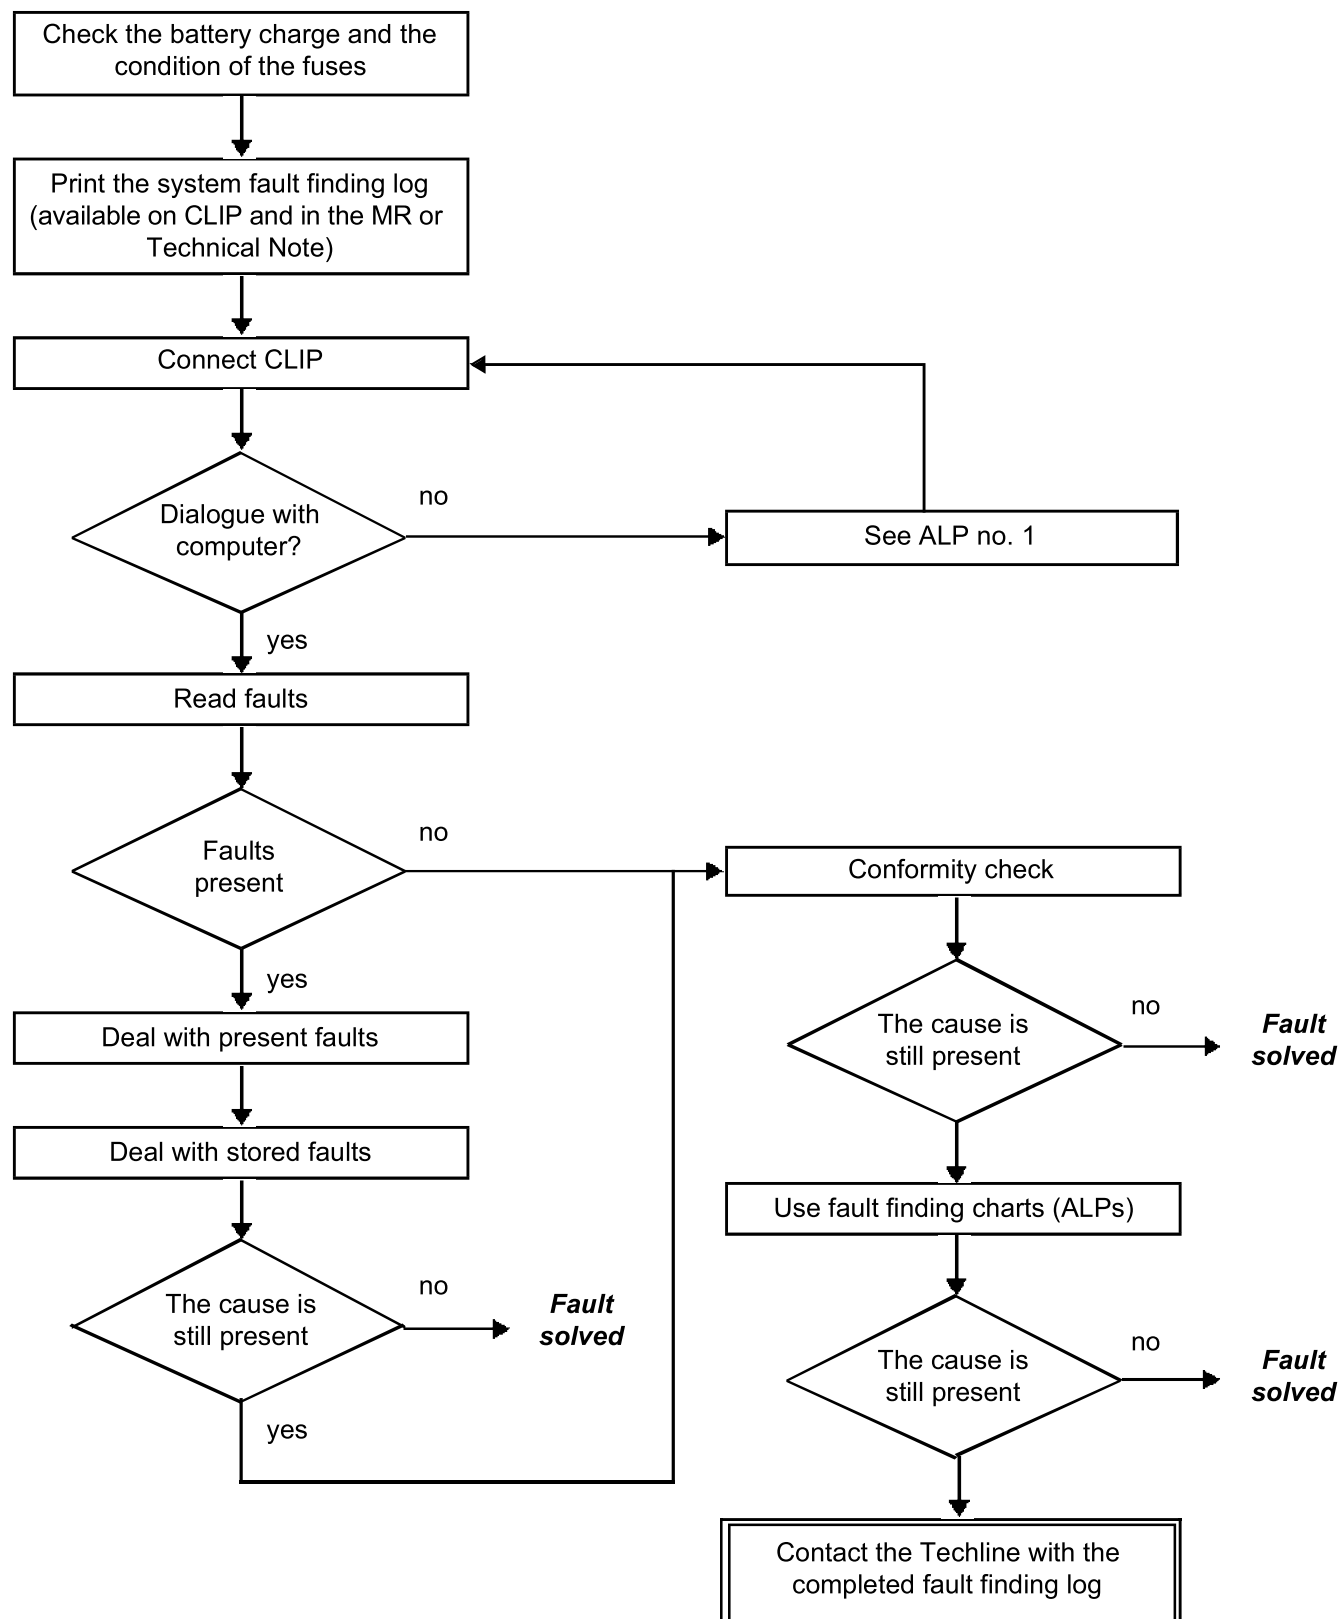 Check the battery charge and the
condition of the fuses
Print the system fault finding log
(available on CLIP and in the MR or
Technical Note)
Connect CLIP
no
Dialogue with
computer?
See ALP no. 1
yes
Read faults
no
Faults
present
Conformity check
yes
Deal with present faults
The cause is
still present
no
Fault
solved
Deal with stored faults
Use fault finding charts (ALPs)
The cause is
still present
no
Fault
solved
yes
The cause is
still present
no
Fault
solved
Contact the Techline with the
completed fault finding log